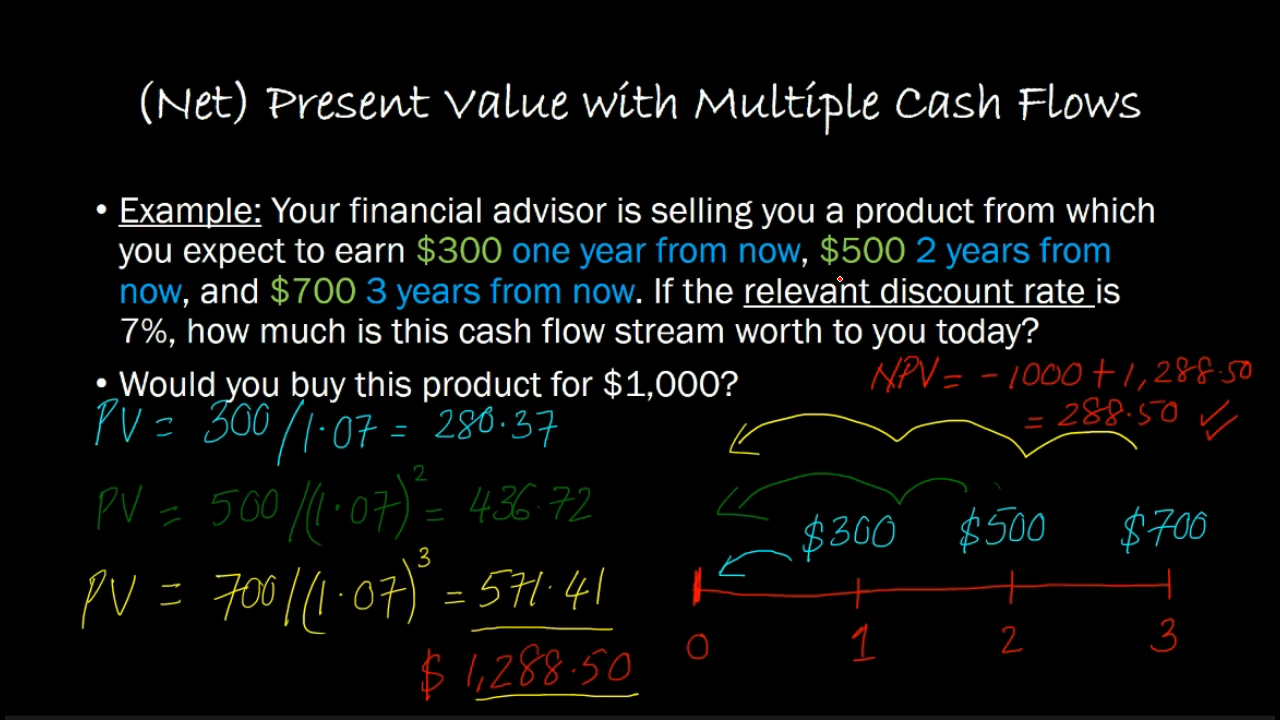 (Net) Present Value with Multiple Cash Flows
• Example: Your financial advisor is selling you a product from which
you expect to earn $300 one year from now, $500 2 years from
now, and $700 3 years from now. If the relevant discount rate is
7%, how much is this cash flow stream worth to you today?
• Would you buy this product for $1,000?
NPV = -1000 + 1,288.50
= 288.50 ✓
PV = 300/1.07 = 280.37
PV = 500/(1.07)² = 436.72
PV = 700/(1.07)³ = 571.41
$ 1,288.50
$300 $500 $700
0 1 2 3